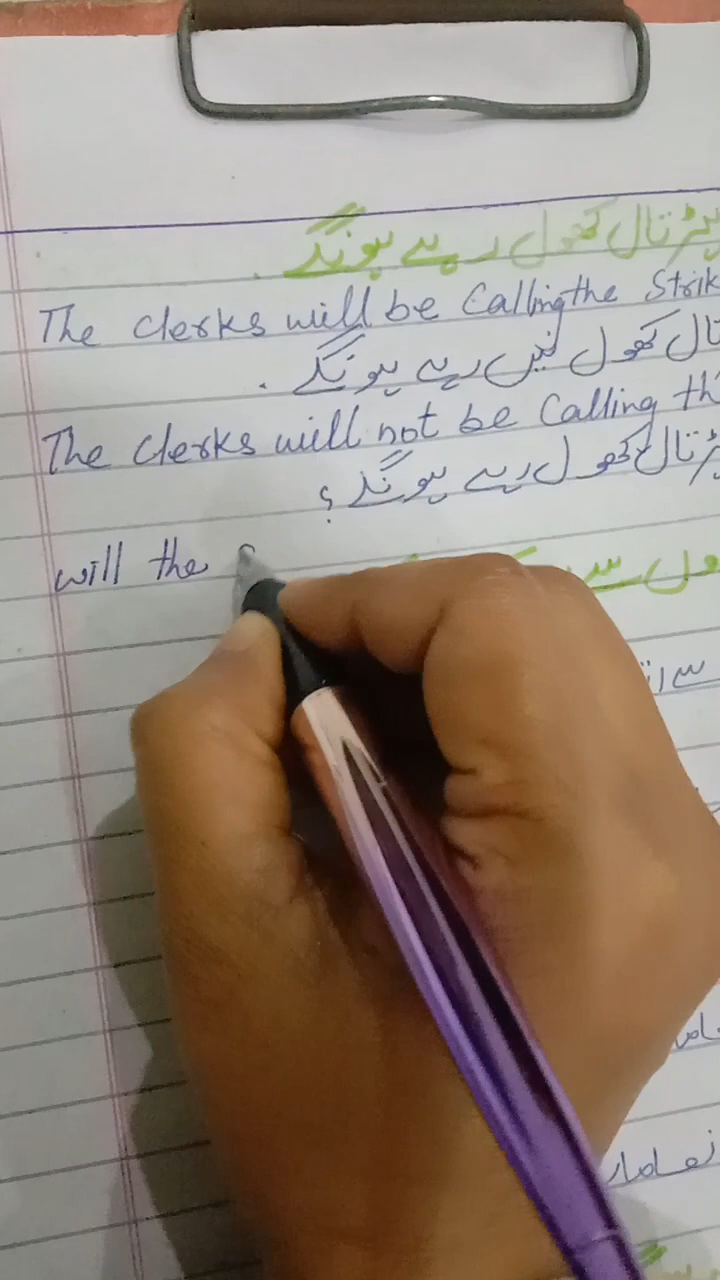 ہڑتال کھول رہے ہونگے۔
The clerks will be Calling the Strik
تال کھول نہیں رہے ہونگے۔
The clerks will not be Calling th
ہڑتال کھول رہے ہونگے؟
will the